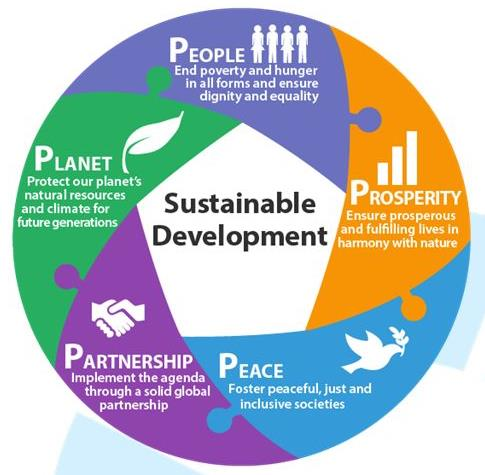 PEOPLE
End poverty and hunger
in all forms and ensure
dignity and equality
PROSPERITY
Ensure prosperous
and fulfilling lives in
harmony with nature
PEACE
Foster peaceful, just and
inclusive societies
PARTNERSHIP
Implement the agenda
through a solid global
partnership
PLANET
Protect our planet's
natural resources
and climate for
future generations
Sustainable
Development